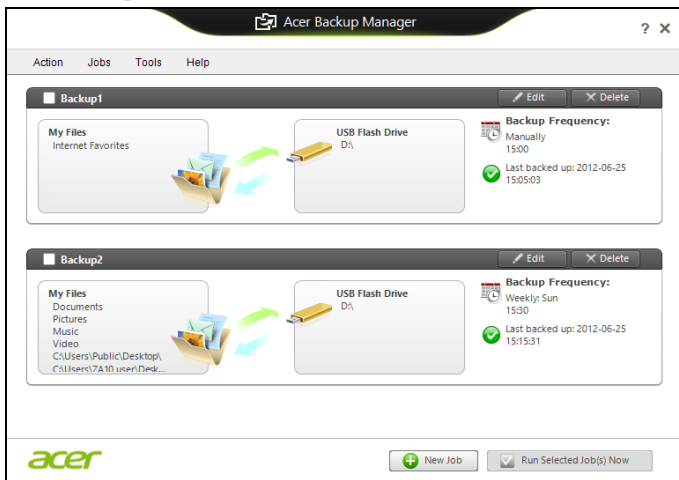 Acer Backup Manager
? ×
Action Jobs Tools Help
Backup1
Edit
Delete
My Files
Internet Favorites
USB Flash Drive
D:\
Backup Frequency:
Manually
15:00
Last backed up: 2012-06-25
15:05:03
Backup2
Edit
Delete
My Files
Documents
Pictures
Music
Video
C:\Users\Public\Desktop\
C:\Users\ZA10 user\Desk...
USB Flash Drive
D:\
Backup Frequency:
Weekly: Sun
15:30
Last backed up: 2012-06-25
15:15:31
acer
New Job
Run Selected Job(s) Now